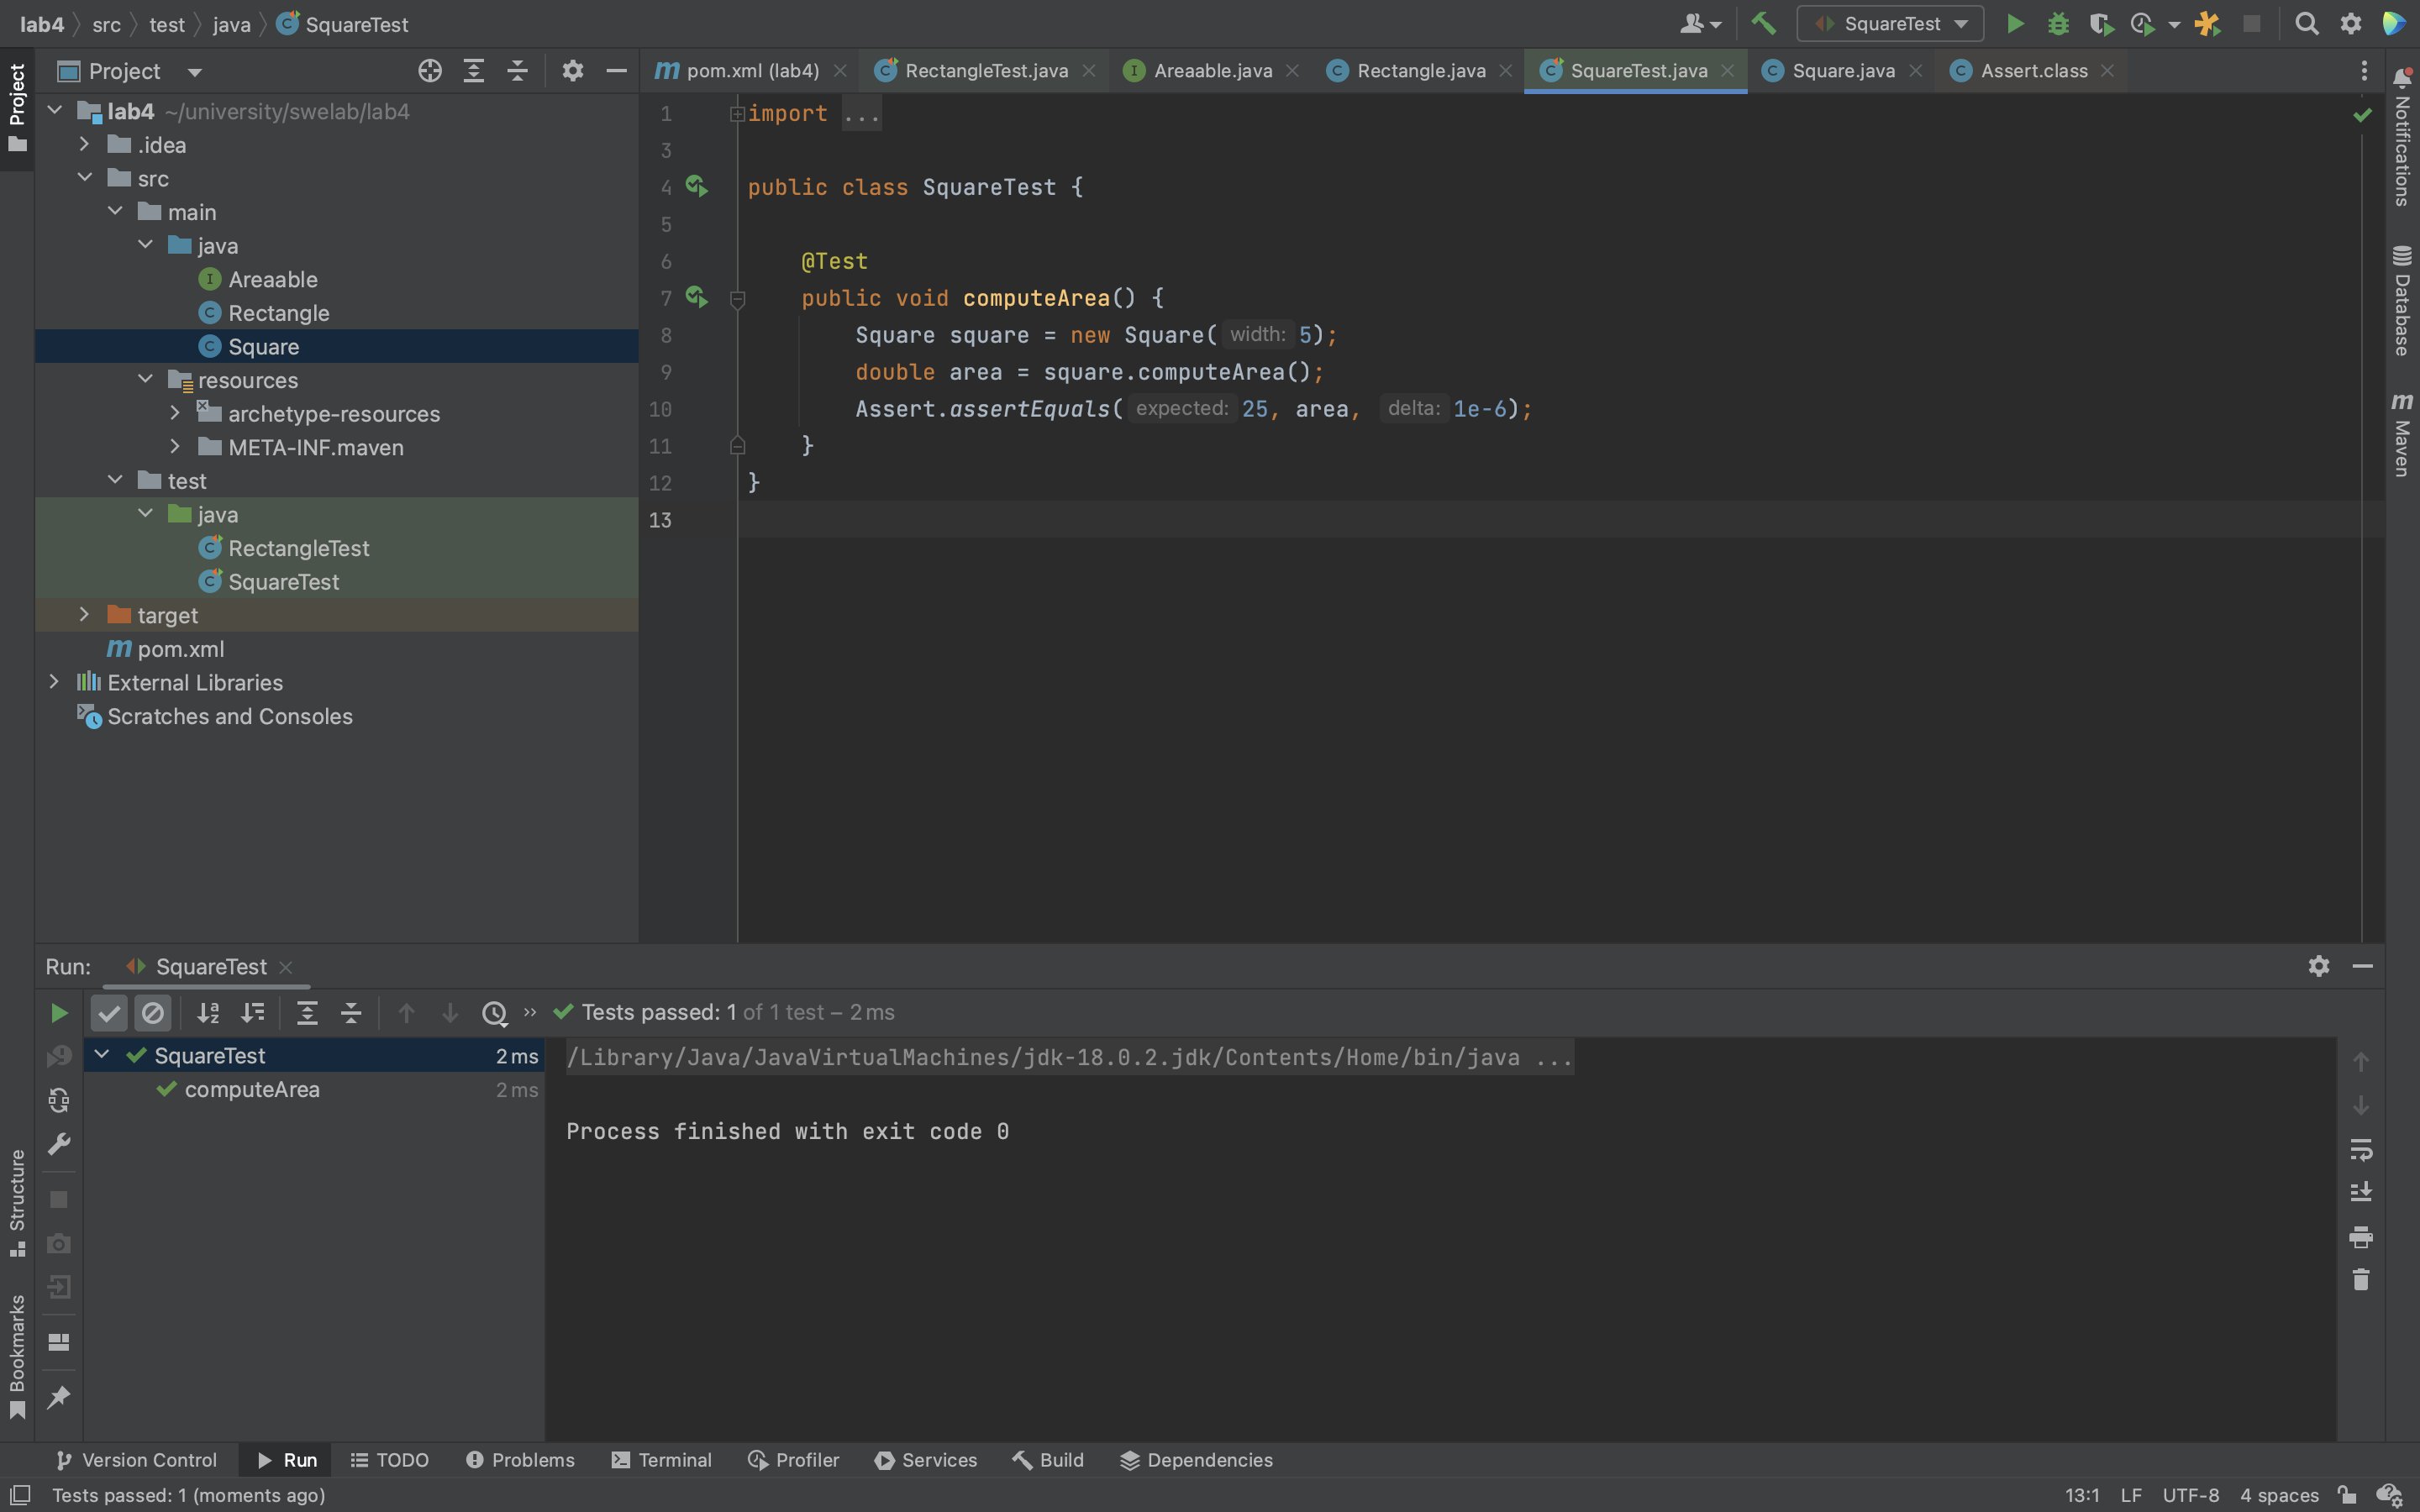 lab4 src test java SquareTest
SquareTest
Project
pom.xml (lab4) RectangleTest.java Areaable.java Rectangle.java SquareTest.java Square.java Assert.class
Project
lab4 ~/university/swelab/lab4
.idea
src
main
java
Areaable
Rectangle
Square
resources
archetype-resources
META-INF.maven
test
java
RectangleTest
SquareTest
target
pom.xml
External Libraries
Scratches and Consoles
1 import ...
3
4 public class SquareTest {
5
6 @Test
7 public void computeArea() {
8 Square square = new Square( width: 5);
9 double area = square.computeArea();
10 Assert.assertEquals( expected: 25, area, delta: 1e-6);
11 }
12 }
13
Notifications
Database
Maven
Run: SquareTest
Tests passed: 1 of 1 test – 2 ms
SquareTest 2 ms
computeArea 2 ms
/Library/Java/JavaVirtualMachines/jdk-18.0.2.jdk/Contents/Home/bin/java ...
Process finished with exit code 0
Structure
Bookmarks
Version Control Run TODO Problems Terminal Profiler Services Build Dependencies
Tests passed: 1 (moments ago) 13:1 LF UTF-8 4 spaces